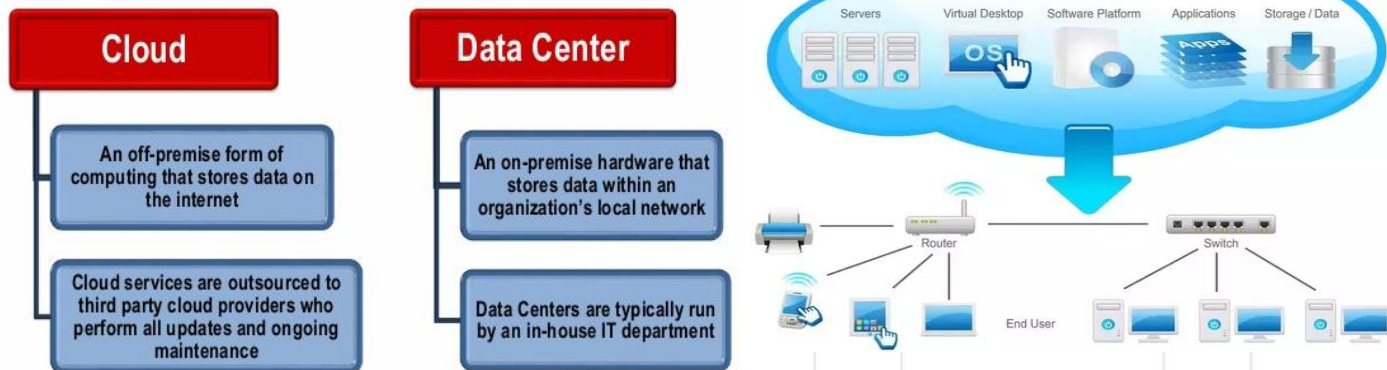 Cloud
An off-premise form of
computing that stores data on
the internet
Cloud services are outsourced to
third party cloud providers who
perform all updates and ongoing
maintenance
Data Center
An on-premise hardware that
stores data within an
organization's local network
Data Centers are typically run
by an in-house IT department
Servers
Virtual Desktop
Software Platform
Applications
Storage / Data
OS
Apps
Router
Switch
End User